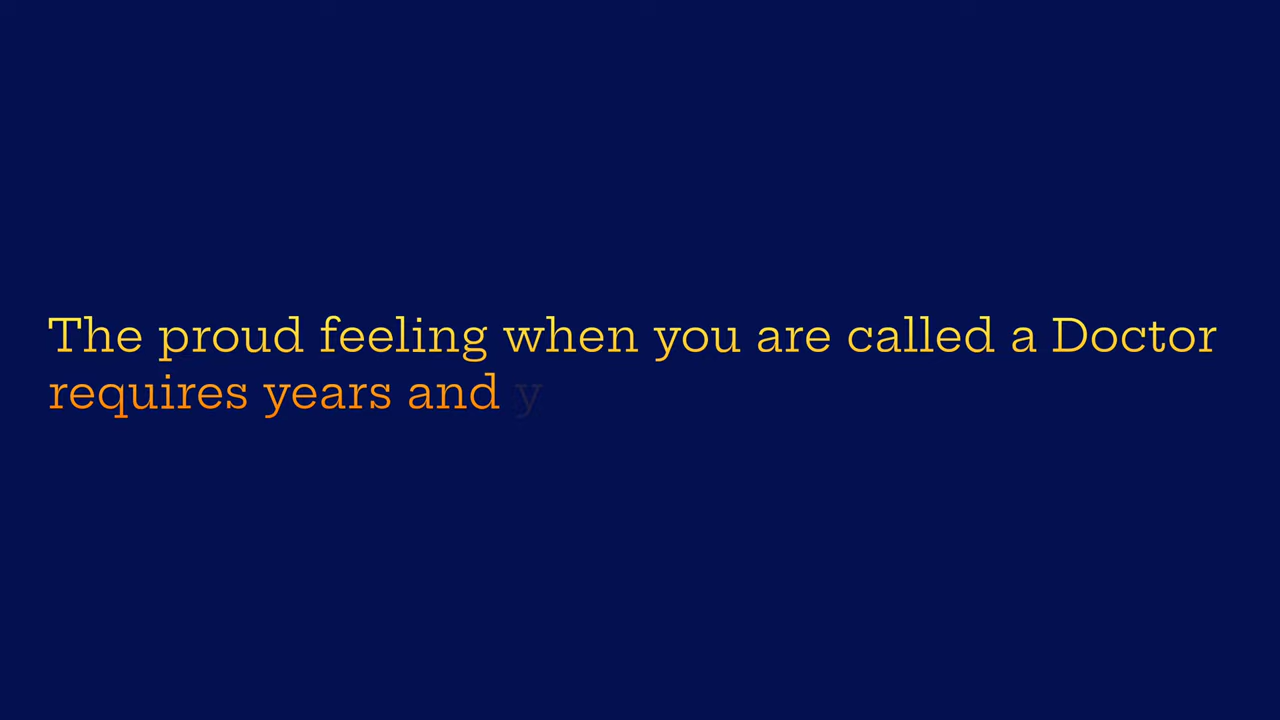 The proud feeling when you are called a Doctor
requires years and y